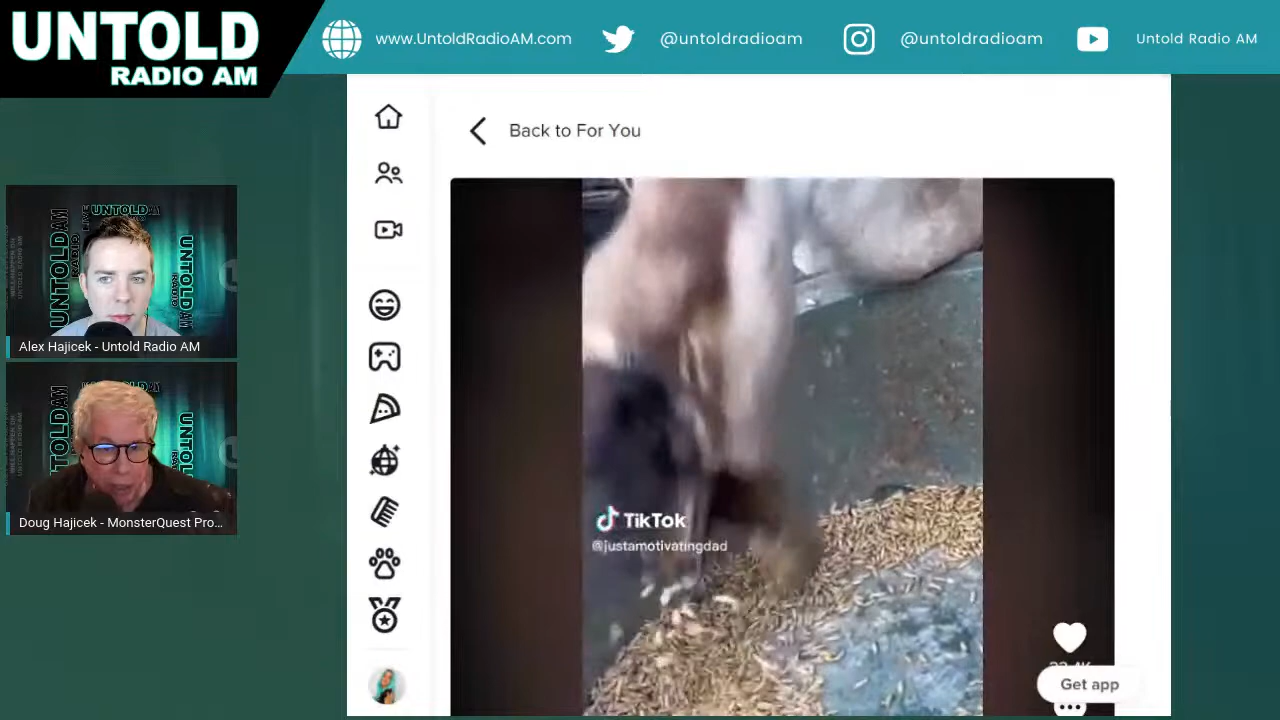 UNTOLD
RADIO AM
www.UntoldRadioAM.com
@untoldradioam
@untoldradioam
Untold Radio AM
Back to For You
UNTOLD
Alex Hajicek - Untold Radio AM
Doug Hajicek - MonsterQuest Pro...
TikTok
@justamotivatingdad
Get app